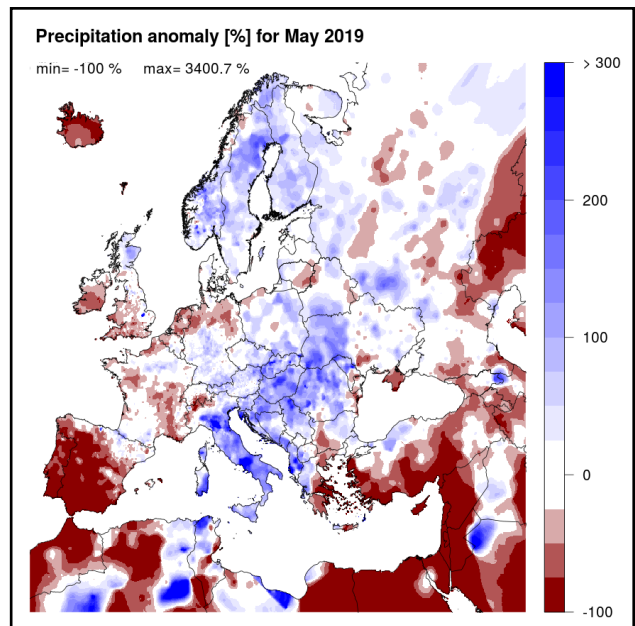 Precipitation anomaly [%] for May 2019
min= -100 % max= 3400.7 %
> 300
200
100
0
-100